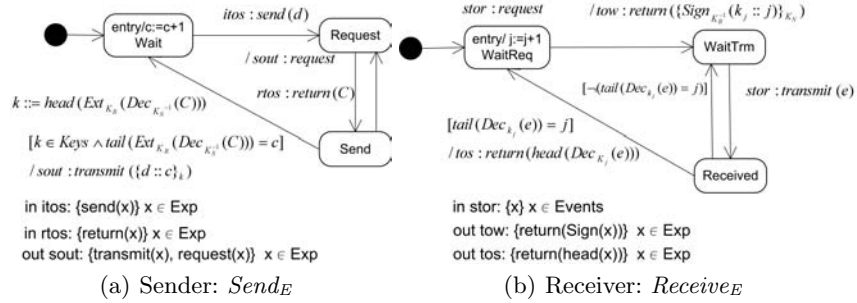 entry/c:=c+1
Wait
itos : send(d)
Request
/ sout : request
rtos : return(C)
k ::= head(Ext_{K_R}(Dec_{K_S^{-1}}(C)))
[k ∈ Keys ∧ tail(Ext_{K_R}(Dec_{K_S^{-1}}(C))) = c]
/ sout : transmit({d :: c}_k)
Send
in itos: {send(x)} x ∈ Exp
in rtos: {return(x)} x ∈ Exp
out sout: {transmit(x), request(x)} x ∈ Exp
(a) Sender: Send_E
stor : request
/ tow : return({Sign_{K_R^{-1}}(k_j :: j)}_{K_S})
entry/ j:=j+1
WaitReq
WaitTrm
[¬(tail(Dec_{k_j}(e)) = j)]
stor : transmit(e)
[tail(Dec_{k_j}(e)) = j]
/ tos : return(head(Dec_{K_j}(e)))
Received
in stor: {x} x ∈ Events
out tow: {return(Sign(x))} x ∈ Exp
out tos: {return(head(x))} x ∈ Exp
(b) Receiver: Receive_E